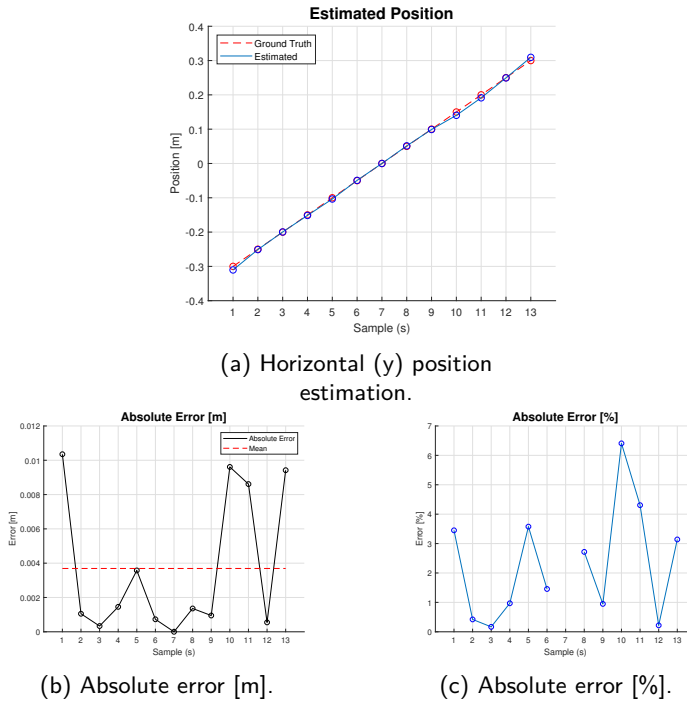 Estimated Position
Ground Truth
Estimated
Position [m]
0.4
0.3
0.2
0.1
0
-0.1
-0.2
-0.3
-0.4
1 2 3 4 5 6 7 8 9 10 11 12 13
Sample (s)
(a) Horizontal (y) position
estimation.
Absolute Error [m]
Absolute Error
Mean
Error [m]
0.012
0.01
0.008
0.006
0.004
0.002
0
1 2 3 4 5 6 7 8 9 10 11 12 13
Sample (s)
(b) Absolute error [m].
Absolute Error [%]
Error [%]
7
6
5
4
3
2
1
0
1 2 3 4 5 6 7 8 9 10 11 12 13
Sample (s)
(c) Absolute error [%].